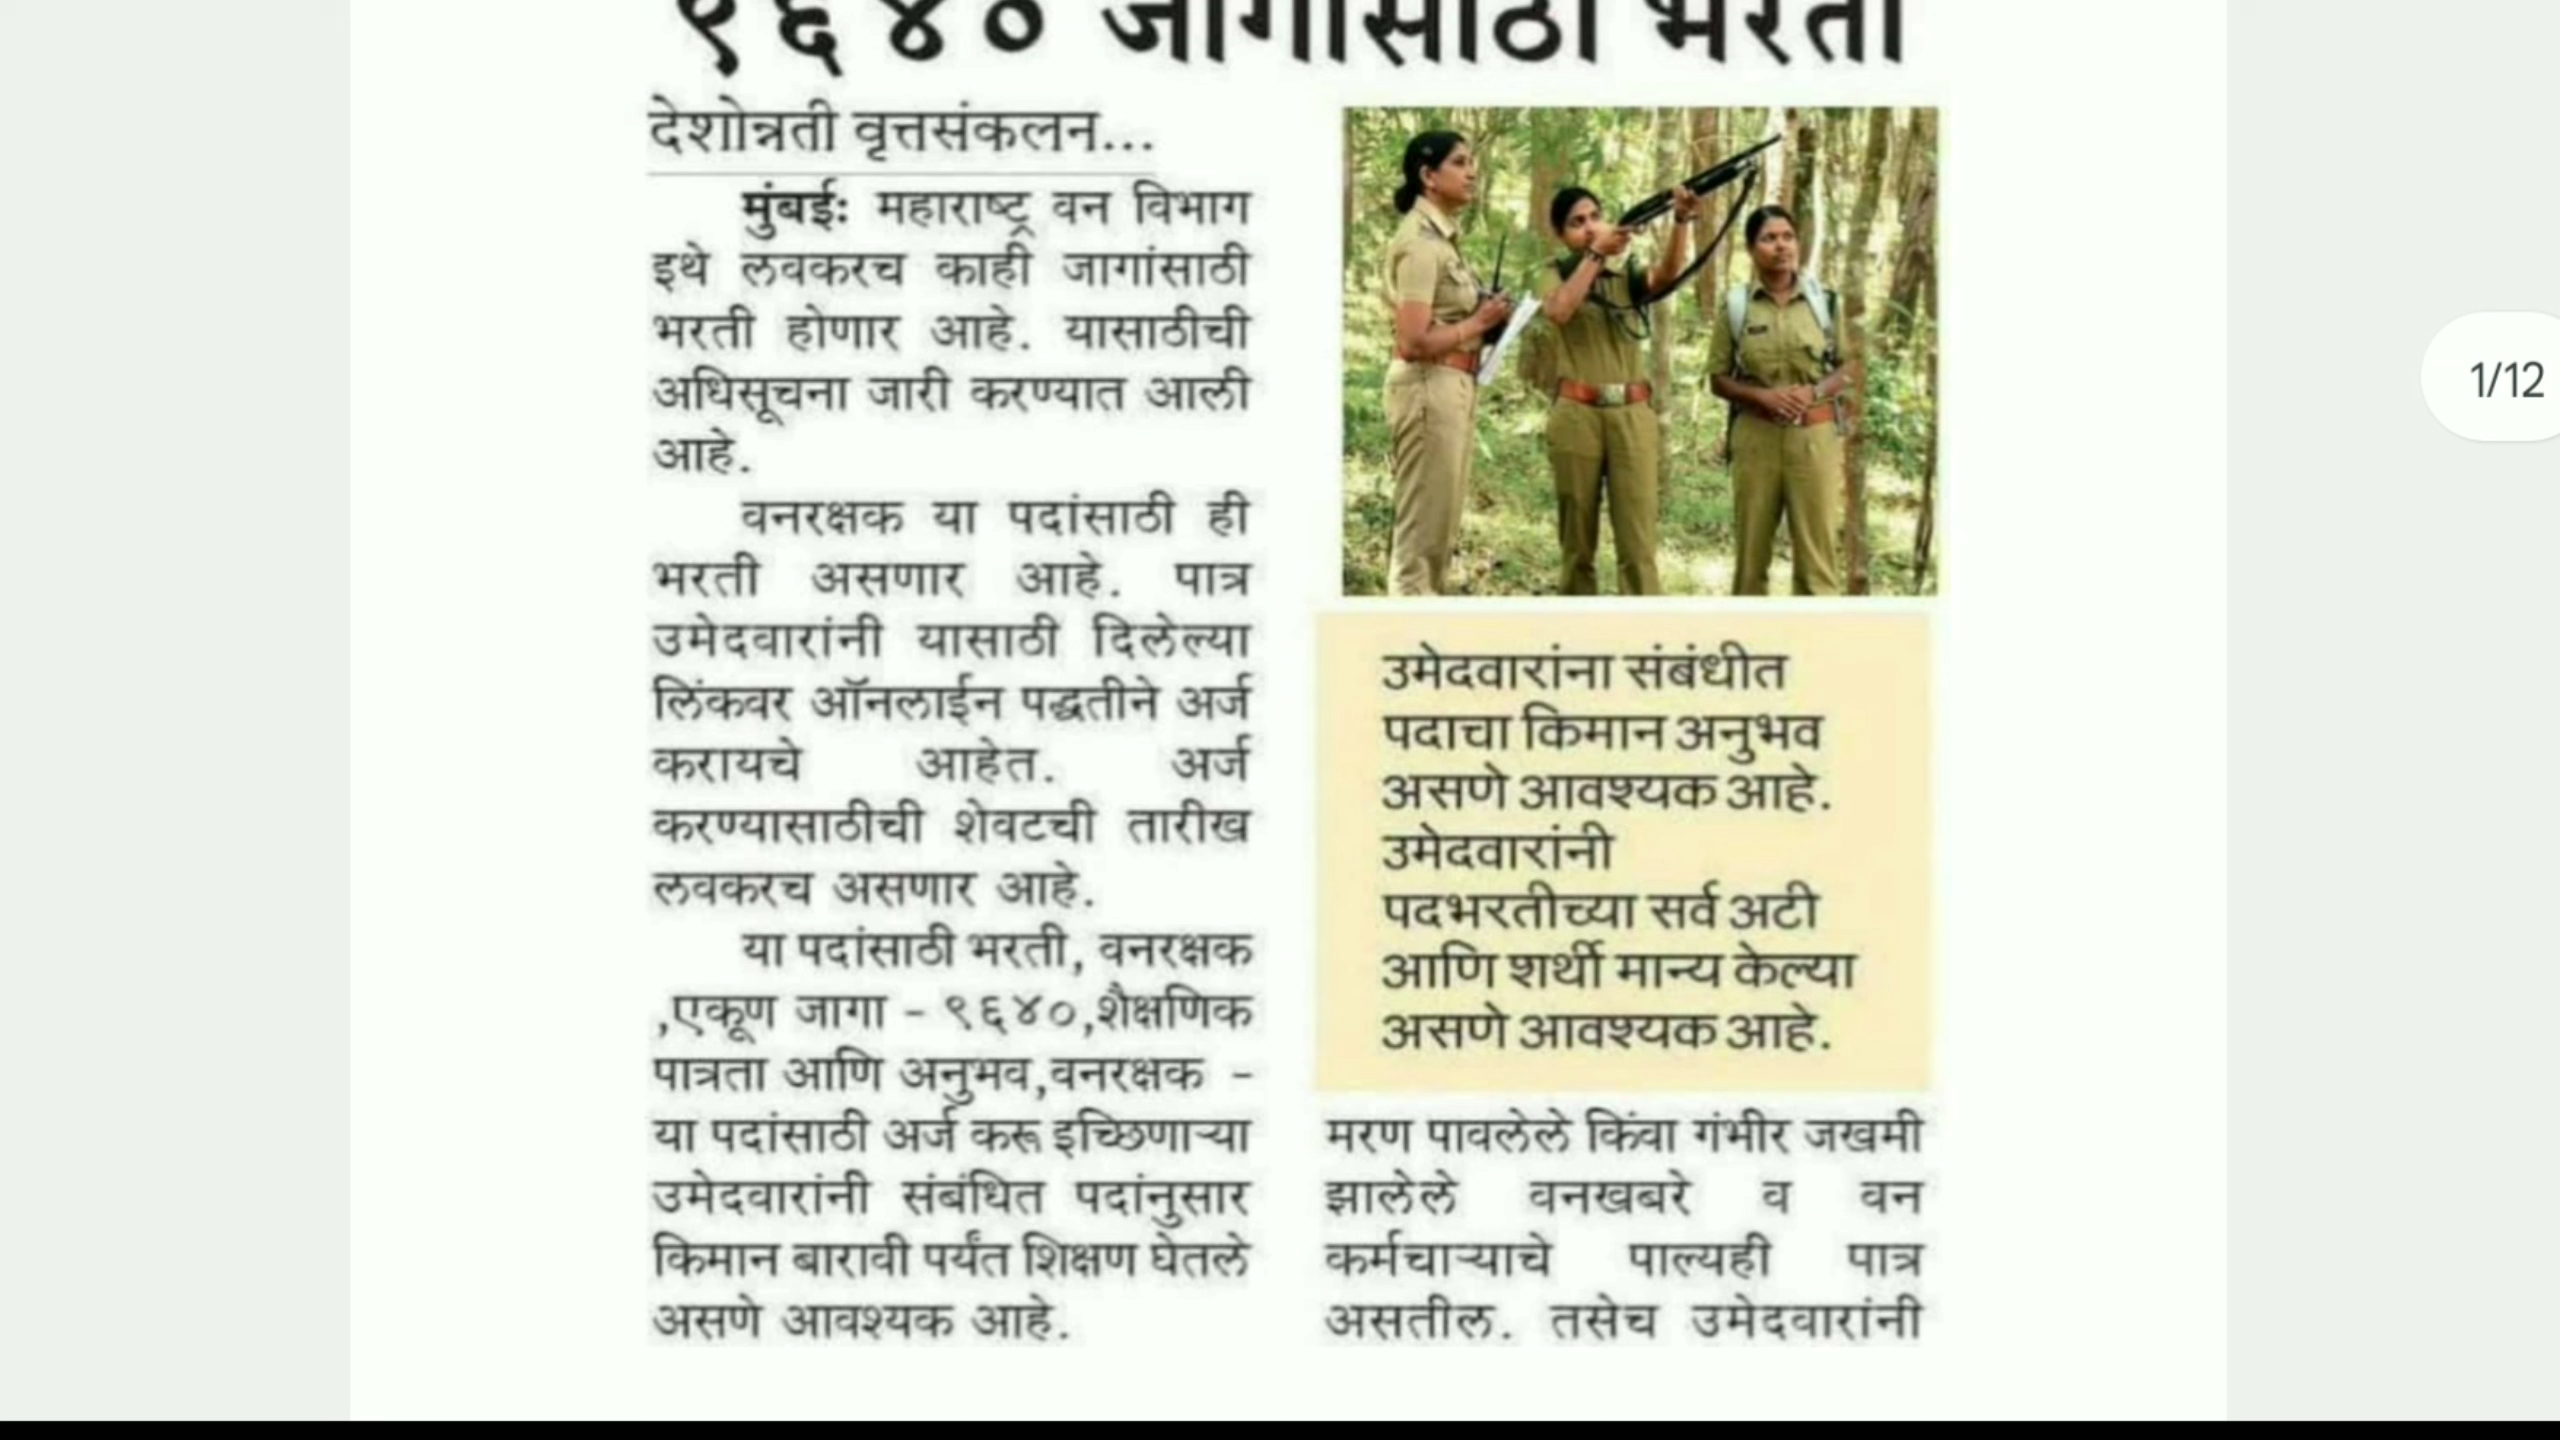 ९६४० जागांसाठी भरती
देशोन्नती वृत्तसंकलन...
मुंबई: महाराष्ट्र वन विभाग
इथे लवकरच काही जागांसाठी
भरती होणार आहे. यासाठीची
अधिसूचना जारी करण्यात आली
आहे.
वनरक्षक या पदांसाठी ही
भरती असणार आहे. पात्र
उमेदवारांनी यासाठी दिलेल्या
लिंकवर ऑनलाईन पद्धतीने अर्ज
करायचे आहेत. अर्ज
करण्यासाठीची शेवटची तारीख
लवकरच असणार आहे.
या पदांसाठी भरती, वनरक्षक
,एकूण जागा - ९६४०,शैक्षणिक
पात्रता आणि अनुभव,वनरक्षक -
या पदांसाठी अर्ज करू इच्छिणाऱ्या
उमेदवारांनी संबंधित पदांनुसार
किमान बारावी पर्यंत शिक्षण घेतले
असणे आवश्यक आहे.
उमेदवारांना संबंधीत
पदाचा किमान अनुभव
असणे आवश्यक आहे.
उमेदवारांनी
पदभरतीच्या सर्व अटी
आणि शर्थी मान्य केल्या
असणे आवश्यक आहे.
मरण पावलेले किंवा गंभीर जखमी
झालेले वनखबरे व वन
कर्मचाऱ्याचे पाल्यही पात्र
असतील. तसेच उमेदवारांनी
1/12